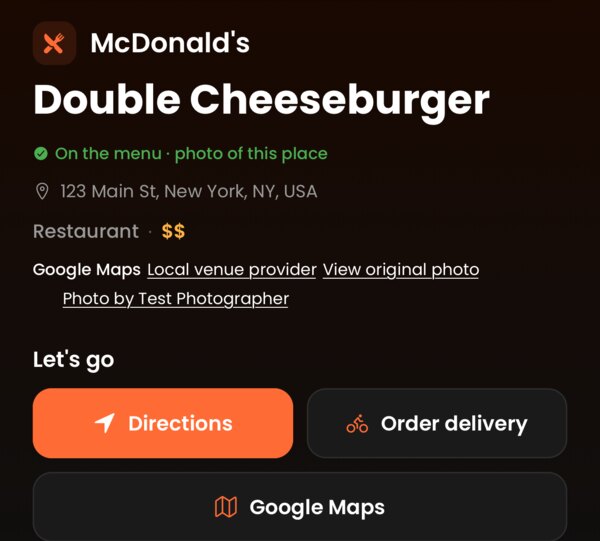 McDonald's
Double Cheeseburger
On the menu · photo of this place
123 Main St, New York, NY, USA
Restaurant · $$
Google Maps Local venue provider View original photo
Photo by Test Photographer
Let's go
Directions
Order delivery
Google Maps